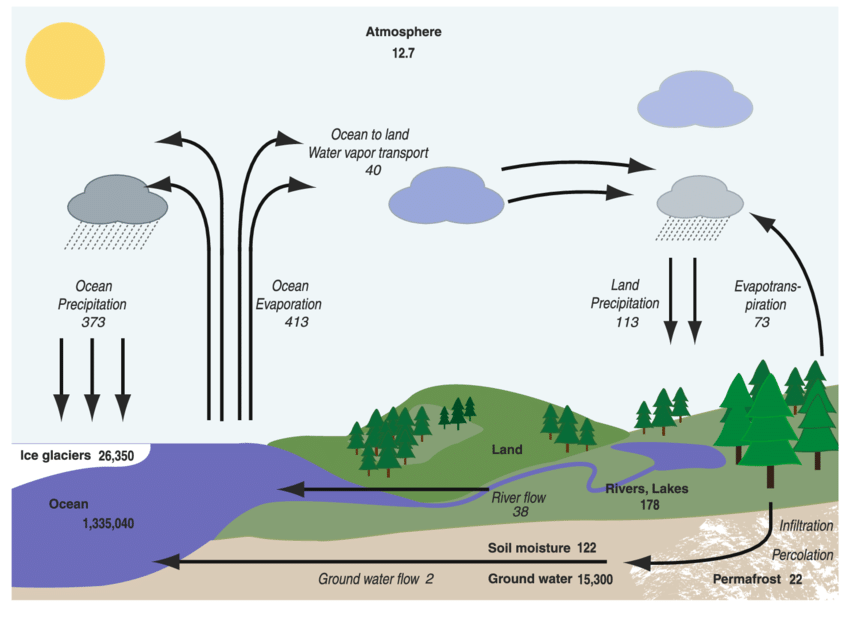 Atmosphere
12.7
Ocean to land
Water vapor transport
40
Ocean
Precipitation
373
Ocean
Evaporation
413
Land
Precipitation
113
Evapotrans-
piration
73
Ice glaciers 26,350
Land
Ocean
1,335,040
River flow
38
Rivers, Lakes
178
Infiltration
Percolation
Soil moisture 122
Ground water flow 2
Ground water 15,300
Permafrost 22